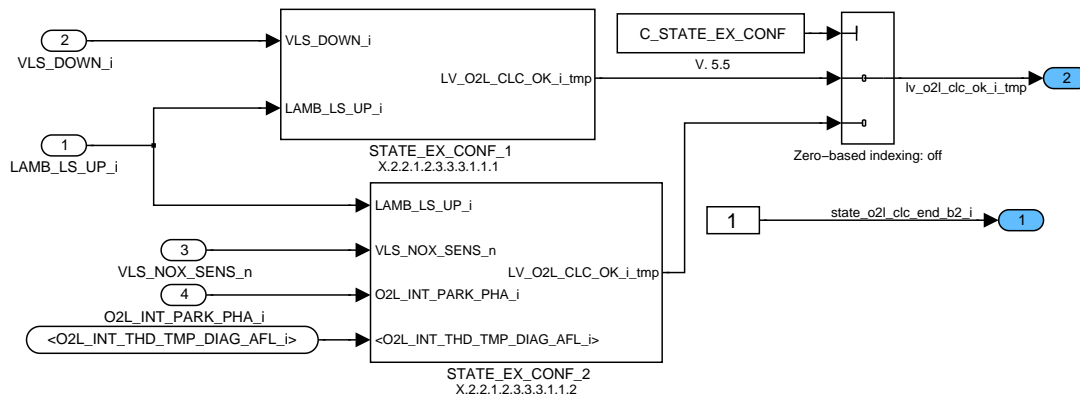 2
VLS_DOWN_i
1
LAMB_LS_UP_i
VLS_DOWN_i
LAMB_LS_UP_i
LV_O2L_CLC_OK_i_tmp
STATE_EX_CONF_1
X.2.2.1.2.3.3.3.1.1.1
C_STATE_EX_CONF
V. 5.5
lv_o2l_clc_ok_i_tmp
2
Zero−based indexing: off
3
VLS_NOX_SENS_n
4
O2L_INT_PARK_PHA_i
<O2L_INT_THD_TMP_DIAG_AFL_i>
LAMB_LS_UP_i
VLS_NOX_SENS_n
LV_O2L_CLC_OK_i_tmp
O2L_INT_PARK_PHA_i
<O2L_INT_THD_TMP_DIAG_AFL_i>
STATE_EX_CONF_2
X.2.2.1.2.3.3.3.1.1.2
1
state_o2l_clc_end_b2_i
1